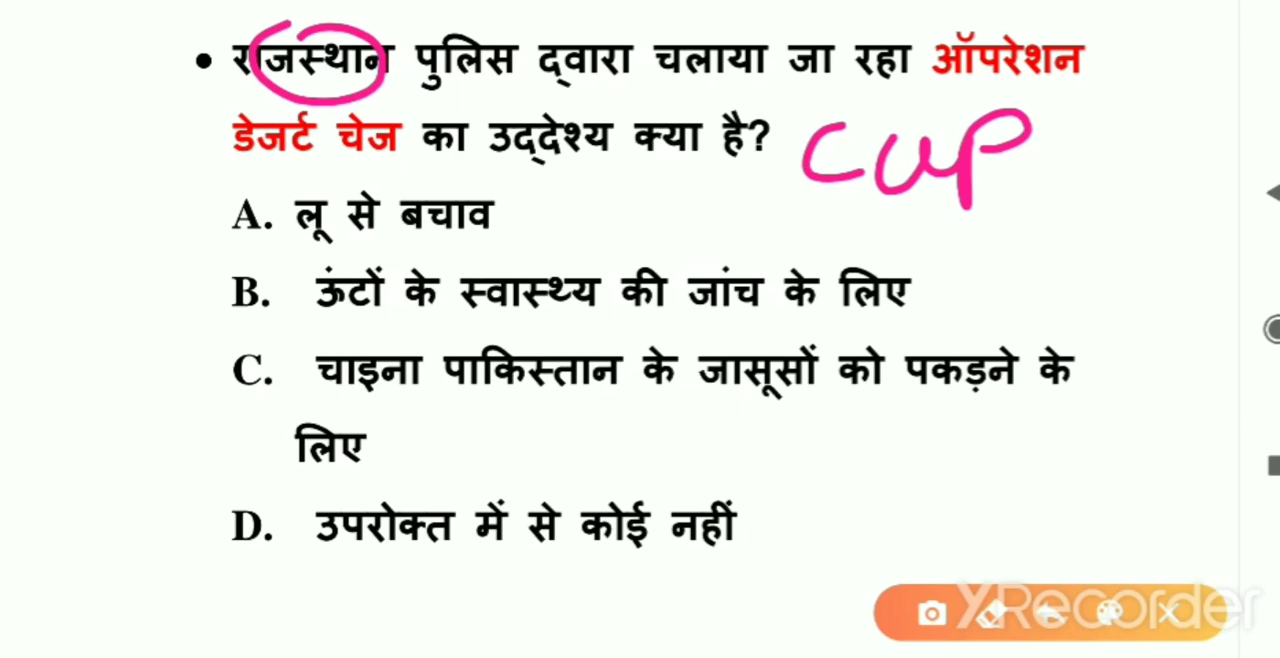 • राजस्थान पुलिस द्वारा चलाया जा रहा ऑपरेशन
डेजर्ट चेज का उद्देश्य क्या है?
cup
A. लू से बचाव
B. ऊंटों के स्वास्थ्य की जांच के लिए
C. चाइना पाकिस्तान के जासूसों को पकड़ने के
लिए
D. उपरोक्त में से कोई नहीं
XRecorder